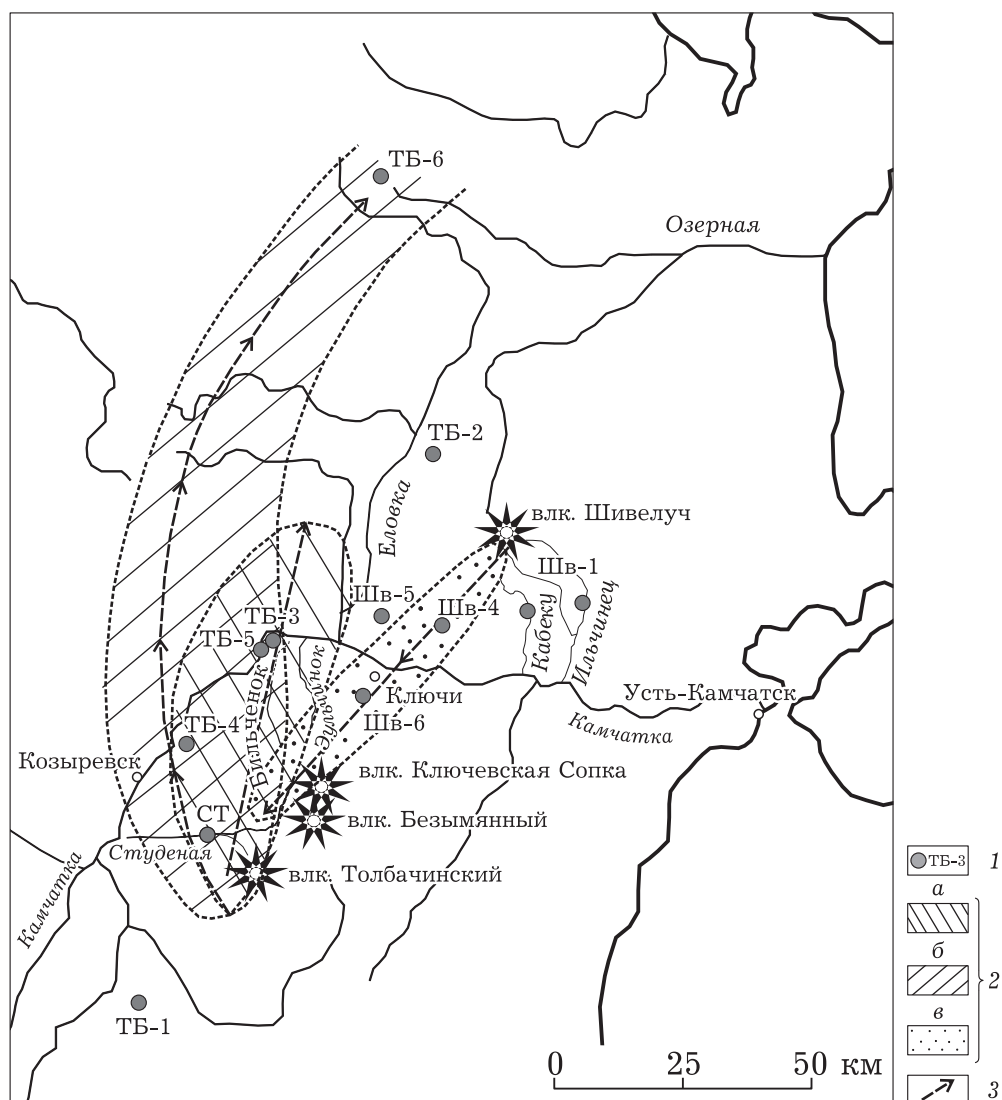 ТБ-6
Озерная
ТБ-2
Еловка
влк. Шивелуч
Шв-1
Шв-5
Шв-4
Кабеку
Ильчинец
ТБ-3
ТБ-5
Бильченок
Ключи
Шв-6
Усть-Камчатск
Камчатка
ТБ-4
Козыревск
влк. Ключевская Сопка
СТ
влк. Безымянный
Студеная
влк. Толбачинский
Камчатка
ТБ-1
0 25 50 км
ТБ-3 1
а
б
2
в
3